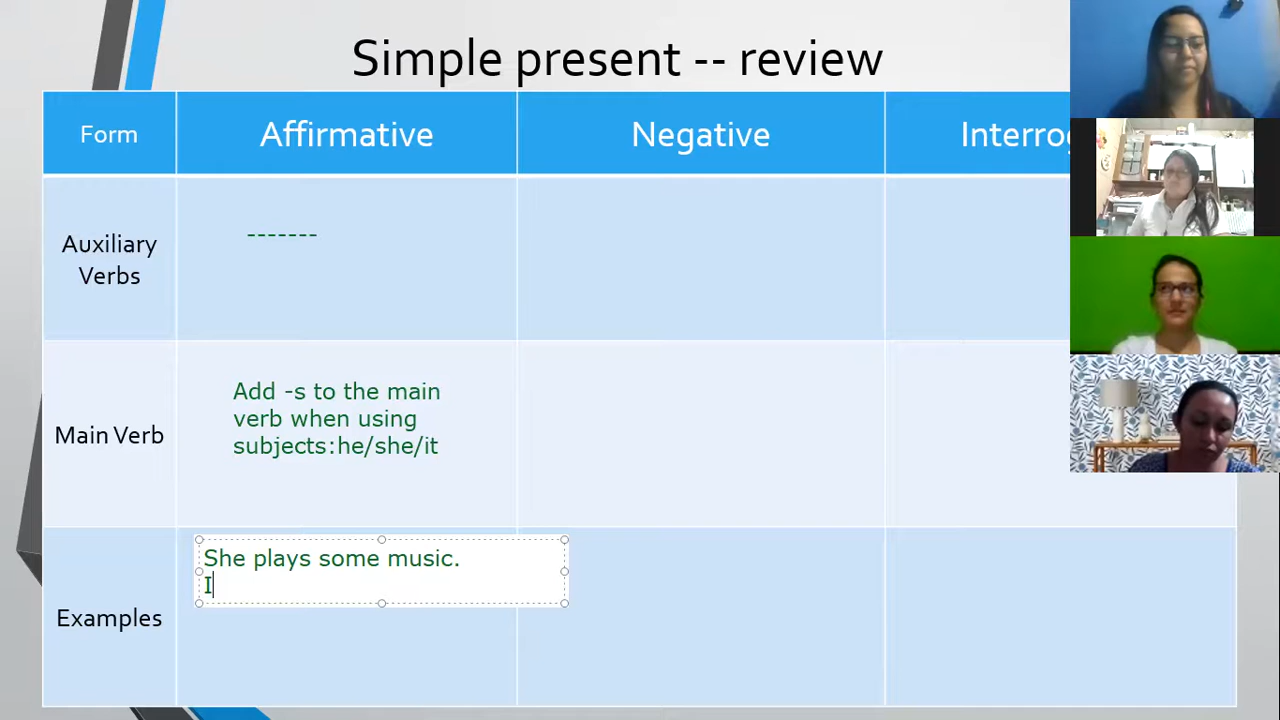 Simple present -- review
Form
Affirmative
Negative
Interro
Auxiliary
Verbs
-------
Main Verb
Add -s to the main
verb when using
subjects:he/she/it
Examples
She plays some music.
I